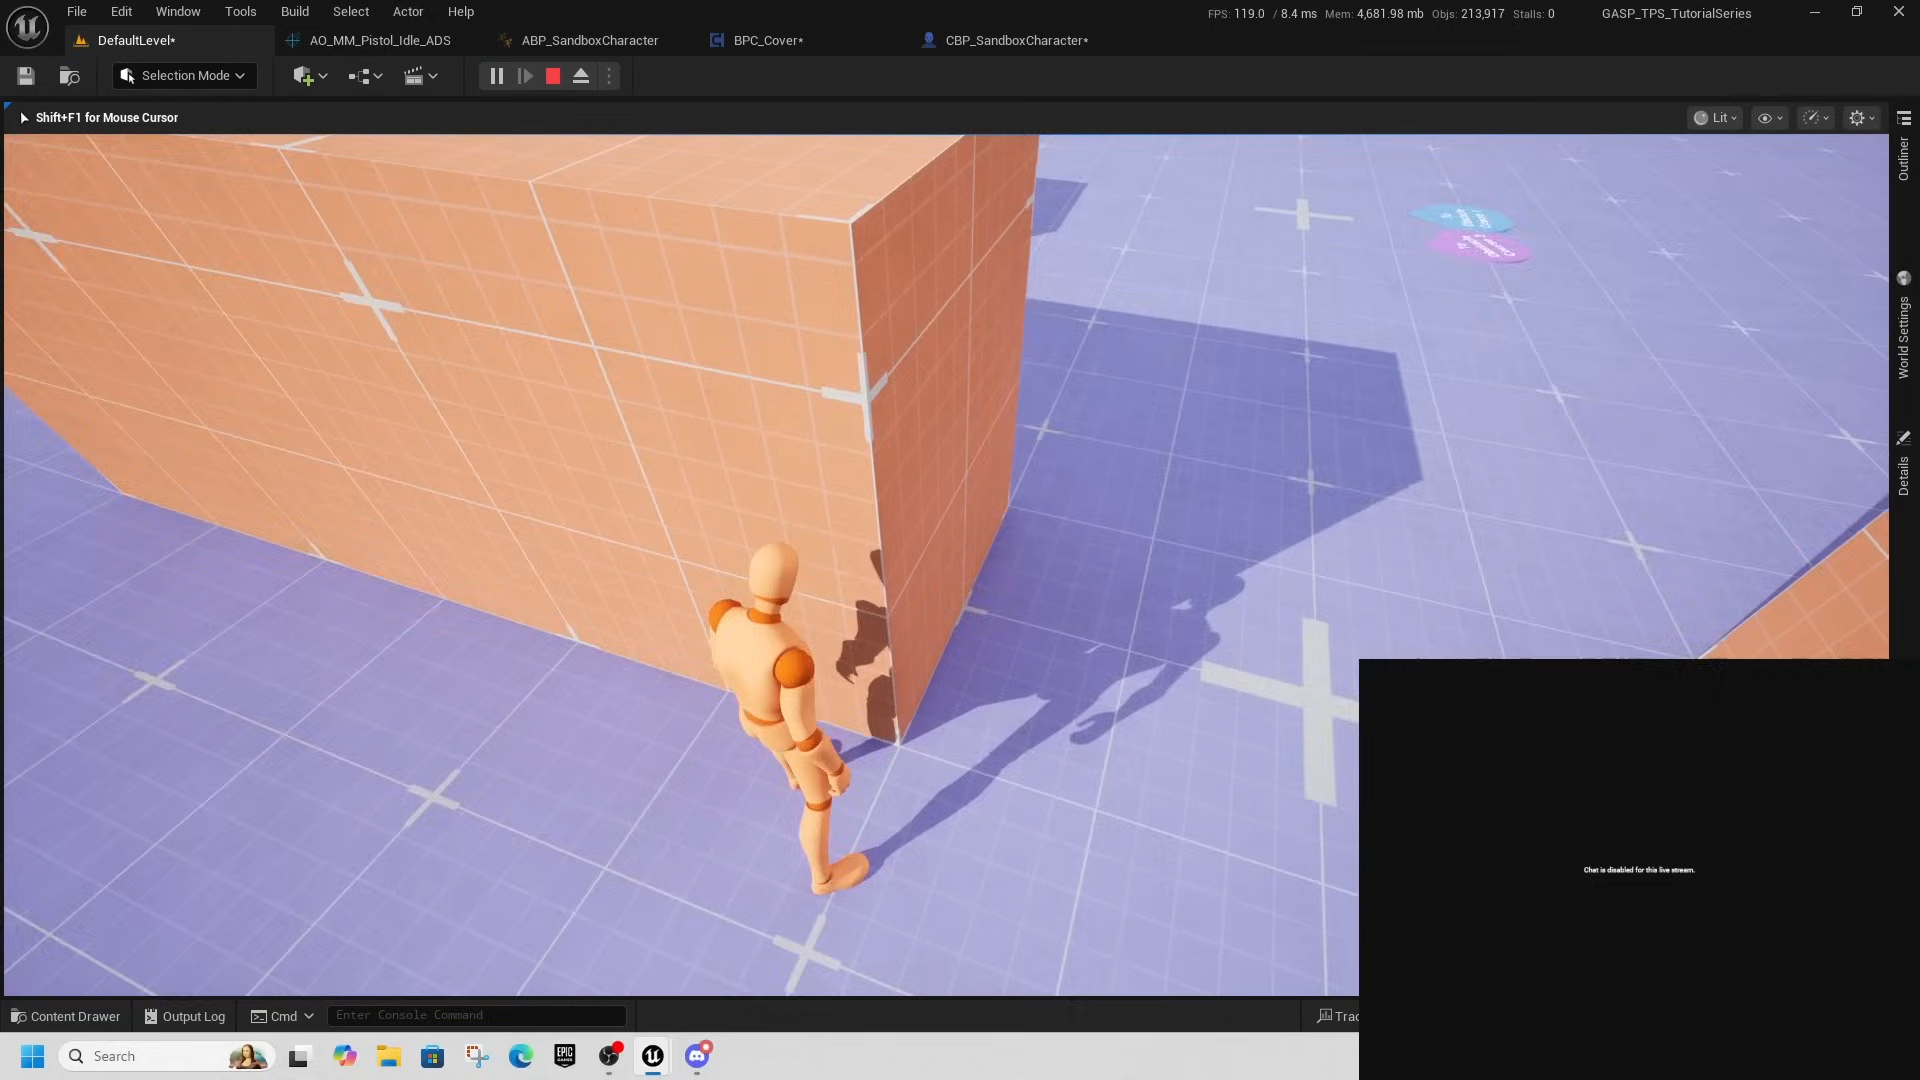 File Edit Window Tools Build Select Actor Help
FPS: 119.0 / 8.4 ms Mem: 4,681.98 mb Objs: 213,917 Stalls: 0
GASP_TPS_TutorialSeries
DefaultLevel*
AO_MM_Pistol_Idle_ADS
ABP_SandboxCharacter
BPC_Cover*
CBP_SandboxCharacter*
Selection Mode
Shift+F1 for Mouse Cursor
Lit
Outliner
World Settings
Details
Chat is disabled for this live stream.
Content Drawer
Output Log
Cmd
Enter Console Command
Trac
Search
EPIC
GAMES